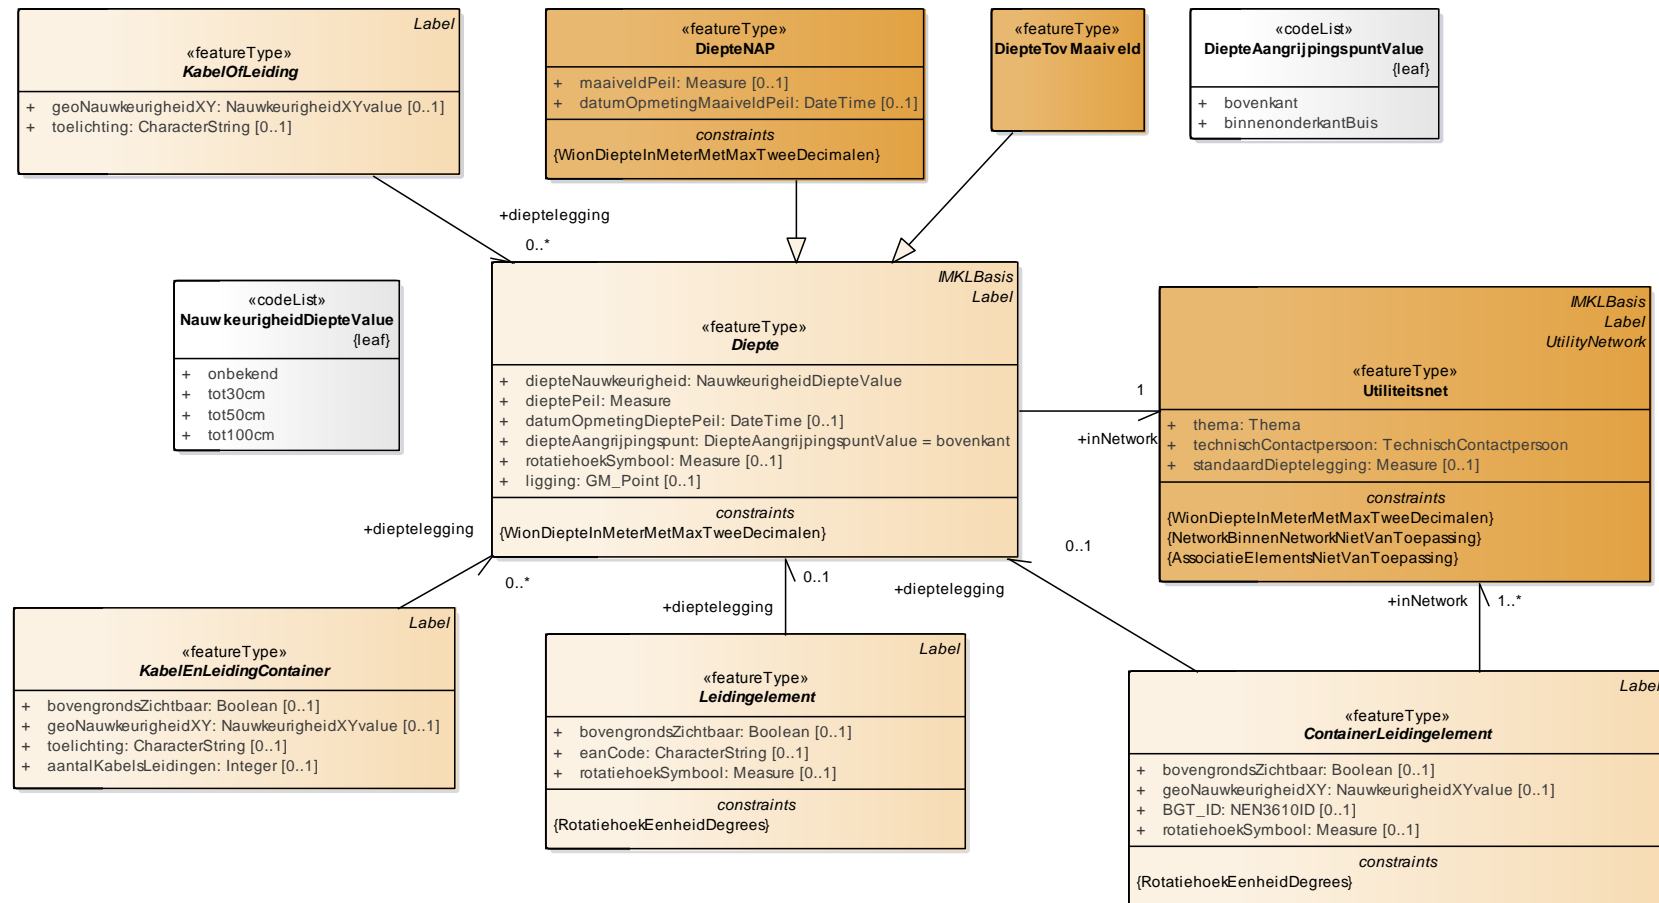 Label
«featureType»
KabelOfLeiding
+ geoNauwkeurigheidXY: NauwkeurigheidXYvalue [0..1]
+ toelichting: CharacterString [0..1]
«featureType»
DiepteNAP
+ maaiveldPeil: Measure [0..1]
+ datumOpmetingMaaiveldPeil: DateTime [0..1]
constraints
{WionDiepteInMeterMetMaxTweeDecimalen}
«featureType»
DiepteTovMaaiveld
«codeList»
DiepteAangrijpingspuntValue
{leaf}
+ bovenkant
+ binnenonderkantBuis
+dieptelegging
0..*
«codeList»
NauwkeurigheidDiepteValue
{leaf}
+ onbekend
+ tot30cm
+ tot50cm
+ tot100cm
IMKLBasis
Label
«featureType»
Diepte
+ diepteNauwkeurigheid: NauwkeurigheidDiepteValue
+ dieptePeil: Measure
+ datumOpmetingDieptePeil: DateTime [0..1]
+ diepteAangrijpingspunt: DiepteAangrijpingspuntValue = bovenkant
+ rotatiehoekSymbool: Measure [0..1]
+ ligging: GM_Point [0..1]
constraints
{WionDiepteInMeterMetMaxTweeDecimalen}
1
+inNetwork
IMKLBasis
Label
UtilityNetwork
«featureType»
Utiliteitsnet
+ thema: Thema
+ technischContactpersoon: TechnischContactpersoon
+ standaardDieptelegging: Measure [0..1]
constraints
{WionDiepteInMeterMetMaxTweeDecimalen}
{NetworkBinnenNetworkNietVanToepassing}
{AssociatieElementsNietVanToepassing}
+dieptelegging
0..*
0..1
+dieptelegging
0..1
+dieptelegging
+inNetwork
1..*
Label
«featureType»
KabelEnLeidingContainer
+ bovengrondsZichtbaar: Boolean [0..1]
+ geoNauwkeurigheidXY: NauwkeurigheidXYvalue [0..1]
+ toelichting: CharacterString [0..1]
+ aantalKabelsLeidingen: Integer [0..1]
Label
«featureType»
Leidingelement
+ bovengrondsZichtbaar: Boolean [0..1]
+ eanCode: CharacterString [0..1]
+ rotatiehoekSymbool: Measure [0..1]
constraints
{RotatiehoekEenheidDegrees}
Label
«featureType»
ContainerLeidingelement
+ bovengrondsZichtbaar: Boolean [0..1]
+ geoNauwkeurigheidXY: NauwkeurigheidXYvalue [0..1]
+ BGT_ID: NEN3610ID [0..1]
+ rotatiehoekSymbool: Measure [0..1]
constraints
{RotatiehoekEenheidDegrees}